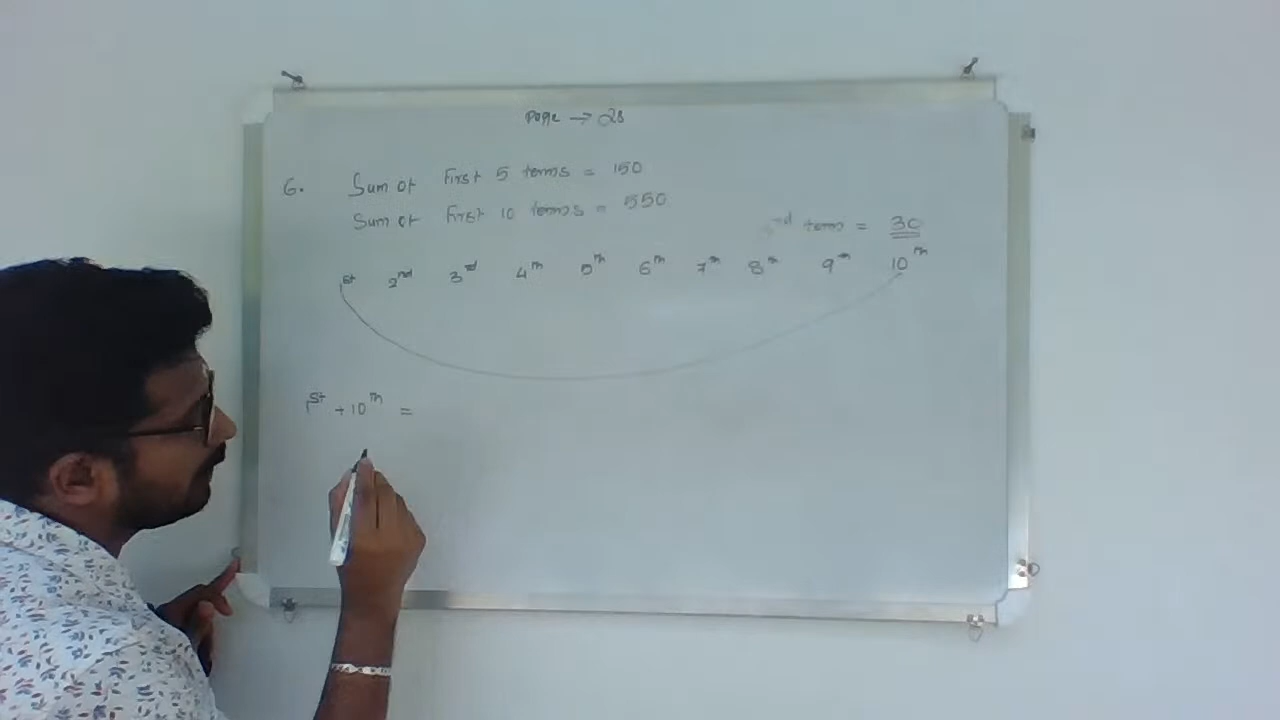 Page → 28
6. Sum of First 5 terms = 150
Sum of First 10 terms = 550
rd term = 30
1st 2nd 3rd 4th 5th 6th 7th 8th 9th 10th
1st + 10th =